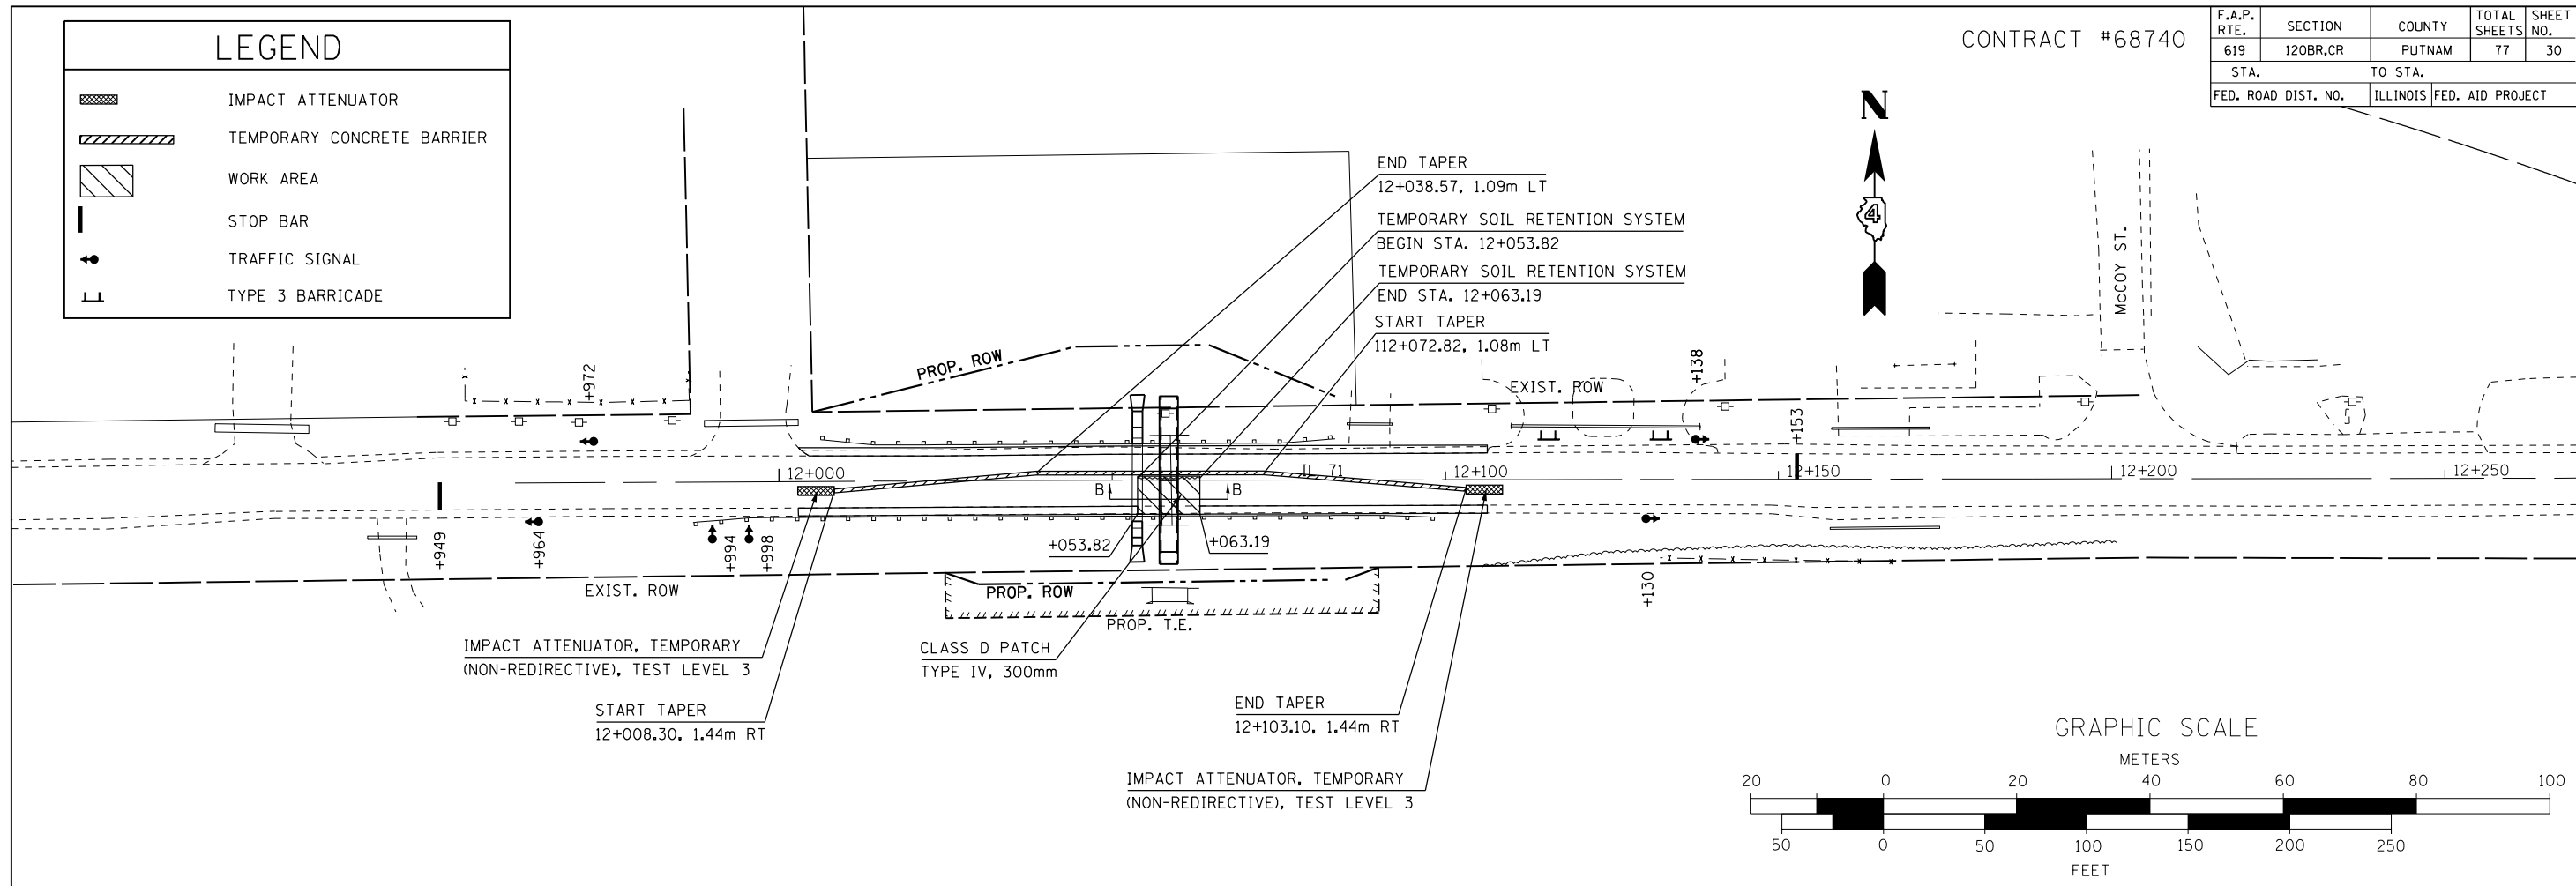 LEGEND
IMPACT ATTENUATOR
TEMPORARY CONCRETE BARRIER
WORK AREA
STOP BAR
TRAFFIC SIGNAL
TYPE 3 BARRICADE
CONTRACT #68740
F.A.P. RTE. SECTION COUNTY TOTAL SHEETS SHEET NO.
619 120BR,CR PUTNAM 77 30
STA. TO STA.
FED. ROAD DIST. NO. ILLINOIS FED. AID PROJECT
N
4
END TAPER
12+038.57, 1.09m LT
TEMPORARY SOIL RETENTION SYSTEM
BEGIN STA. 12+053.82
TEMPORARY SOIL RETENTION SYSTEM
END STA. 12+063.19
START TAPER
112+072.82, 1.08m LT
McCOY ST.
PROP. ROW
EXIST. ROW
+972
+138
+153
12+000
IL 71
12+100
12+150
12+200
12+250
B
B
+949
+964
+994
+998
+053.82
+063.19
+130
EXIST. ROW
PROP. ROW
PROP. T.E.
IMPACT ATTENUATOR, TEMPORARY
(NON-REDIRECTIVE), TEST LEVEL 3
START TAPER
12+008.30, 1.44m RT
CLASS D PATCH
TYPE IV, 300mm
END TAPER
12+103.10, 1.44m RT
IMPACT ATTENUATOR, TEMPORARY
(NON-REDIRECTIVE), TEST LEVEL 3
GRAPHIC SCALE
METERS
20 0 20 40 60 80 100
50 0 50 100 150 200 250
FEET